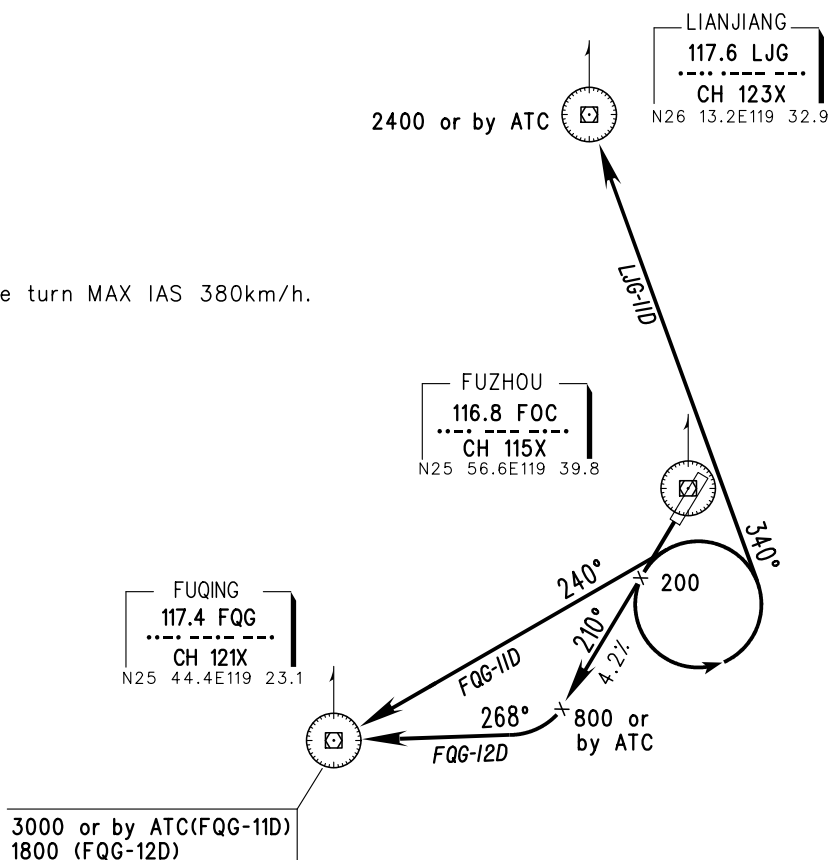 LIANJIANG
117.6 LJG
CH 123X
N26 13.2E119 32.9
2400 or by ATC
LJG-11D
e turn MAX IAS 380km/h.
FUZHOU
116.8 FOC
CH 115X
N25 56.6E119 39.8
340°
200
240°
210°
4.2%
FUQING
117.4 FQG
CH 121X
N25 44.4E119 23.1
FQG-11D
268°
800 or
by ATC
FQG-12D
3000 or by ATC(FQG-11D)
1800 (FQG-12D)